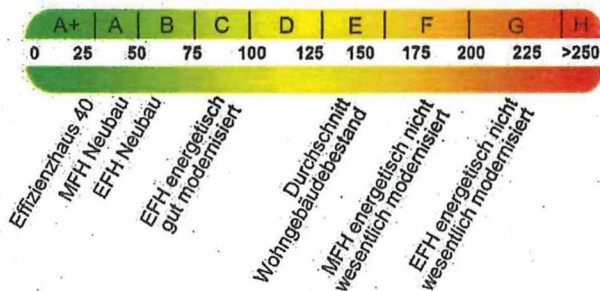 A+ A B C D E F G H
0 25 50 75 100 125 150 175 200 225 >250
Effizienzhaus 40
MFH Neubau
EFH Neubau
EFH energetisch
gut modernisiert
Durchschnitt
Wohngebäudebestand
MFH energetisch nicht
wesentlich modernisiert
EFH energetisch nicht
wesentlich modernisiert